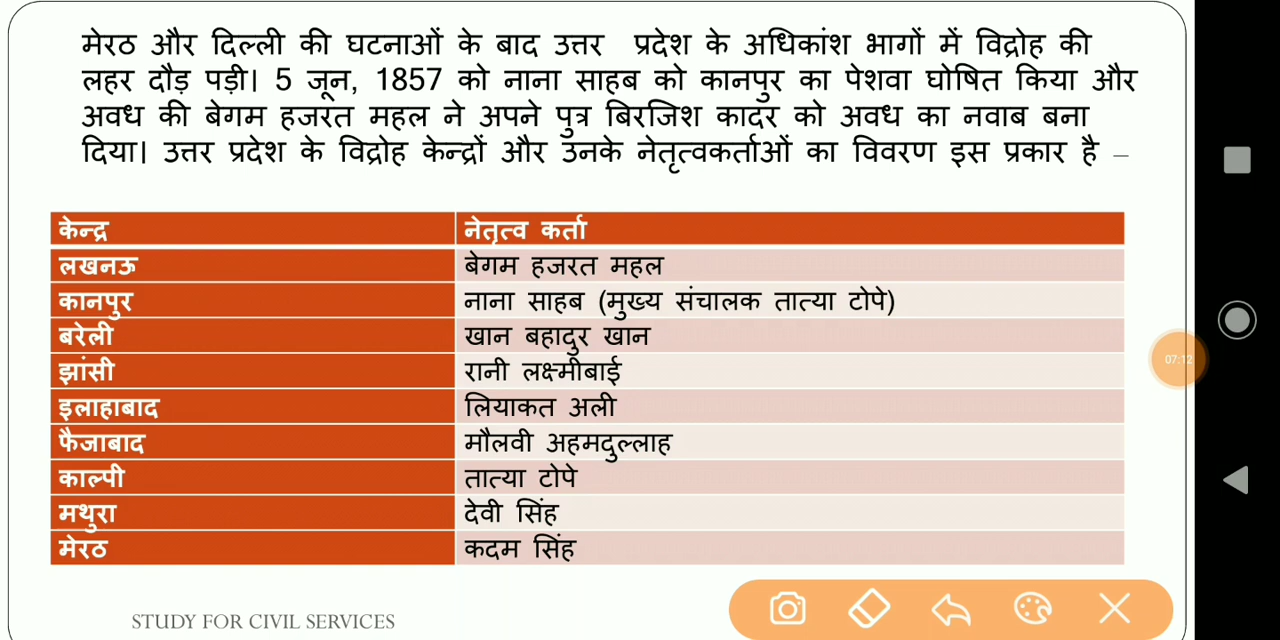 मेरठ और दिल्ली की घटनाओं के बाद उत्तर प्रदेश के अधिकांश भागों में विद्रोह की
लहर दौड़ पड़ी। 5 जून, 1857 को नाना साहब को कानपुर का पेशवा घोषित किया और
अवध की बेगम हजरत महल ने अपने पुत्र बिरजिश कादर को अवध का नवाब बना
दिया। उत्तर प्रदेश के विद्रोह केन्द्रों और उनके नेतृत्वकर्ताओं का विवरण इस प्रकार है –
केन्द्र नेतृत्व कर्ता
लखनऊ बेगम हजरत महल
कानपुर नाना साहब (मुख्य संचालक तात्या टोपे)
बरेली खान बहादुर खान
झांसी रानी लक्ष्मीबाई
इलाहाबाद लियाकत अली
फैजाबाद मौलवी अहमदुल्लाह
काल्पी तात्या टोपे
मथुरा देवी सिंह
मेरठ कदम सिंह
07:12
STUDY FOR CIVIL SERVICES